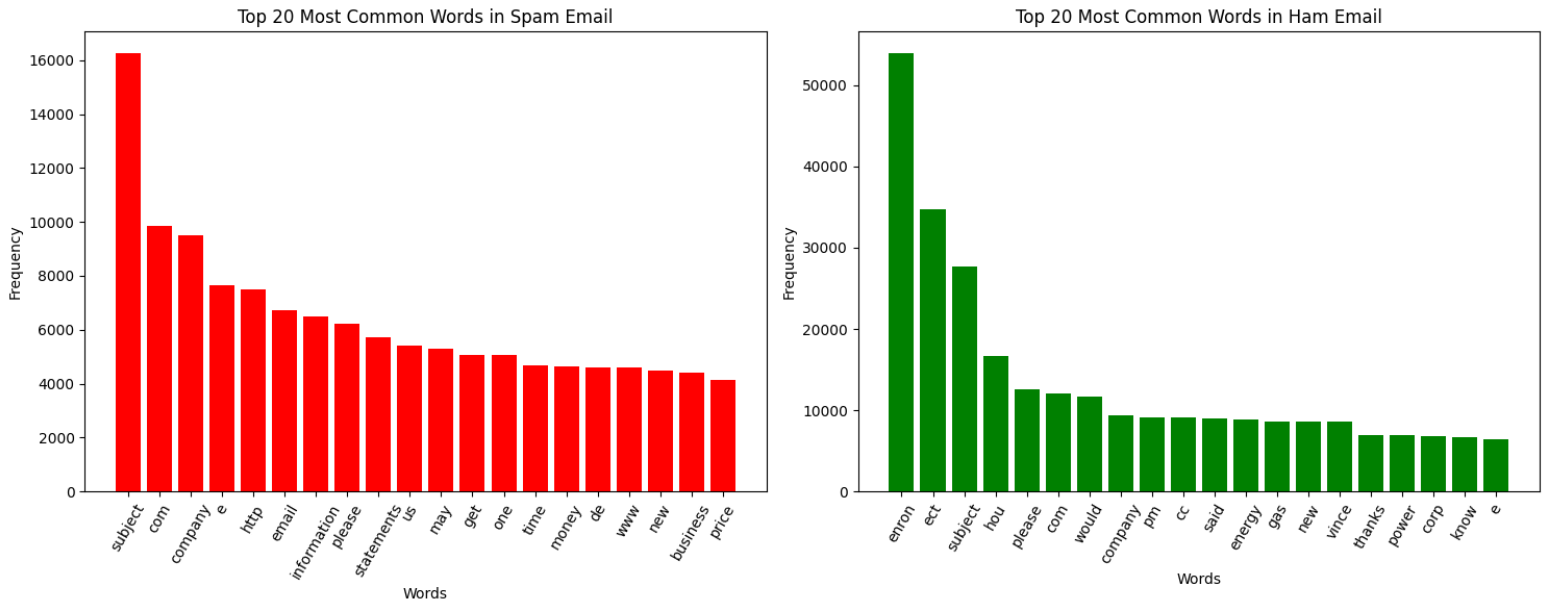 Top 20 Most Common Words in Spam Email
Frequency
16000
14000
12000
10000
8000
6000
4000
2000
0
subject
com
company
e
http
email
information
please
statements
us
may
get
one
time
money
de
www
new
business
price
Words
Top 20 Most Common Words in Ham Email
Frequency
50000
40000
30000
20000
10000
0
enron
ect
subject
hou
please
com
would
company
pm
cc
said
energy
gas
new
vince
thanks
power
corp
know
e
Words